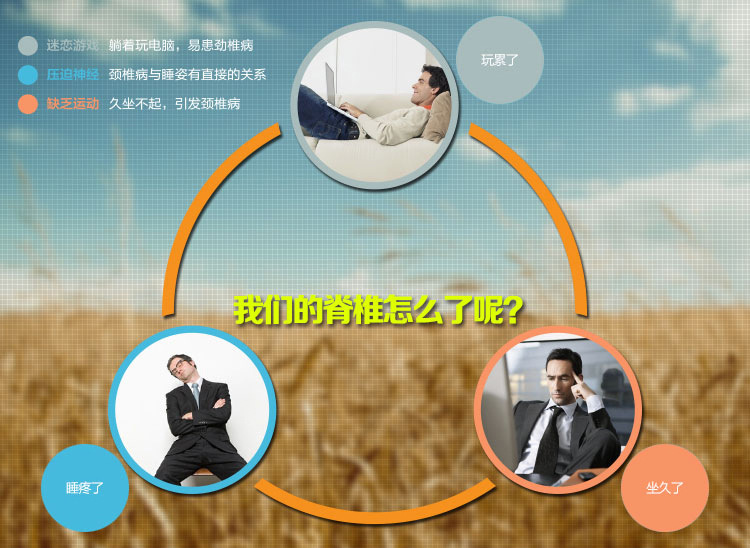 迷恋游戏 躺着玩电脑，易患劲椎病
压迫神经 颈椎病与睡姿有直接的关系
缺乏运动 久坐不起，引发颈椎病
玩累了
我们的脊椎怎么了呢?
睡疼了
坐久了